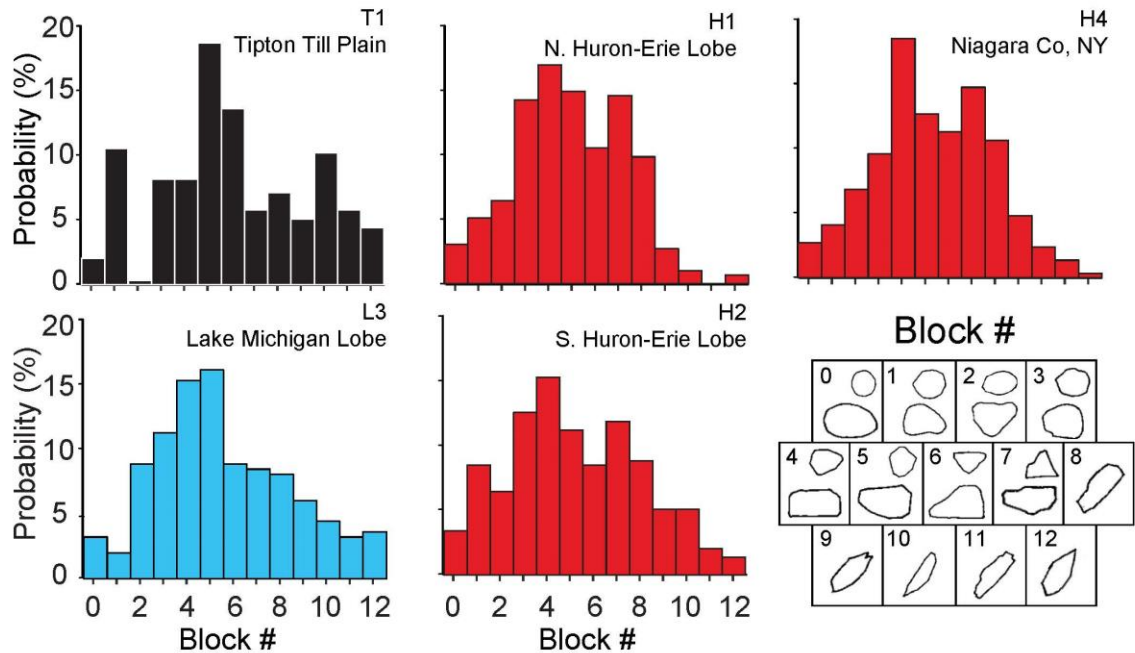 T1
Tipton Till Plain
20
15
10
5
0
Probability (%)
H1
N. Huron-Erie Lobe
H4
Niagara Co, NY
L3
Lake Michigan Lobe
20
15
10
5
0
Probability (%)
0 2 4 6 8 10 12
Block #
H2
S. Huron-Erie Lobe
0 2 4 6 8 10 12
Block #
Block #
0 1 2 3
4 5 6 7 8
9 10 11 12